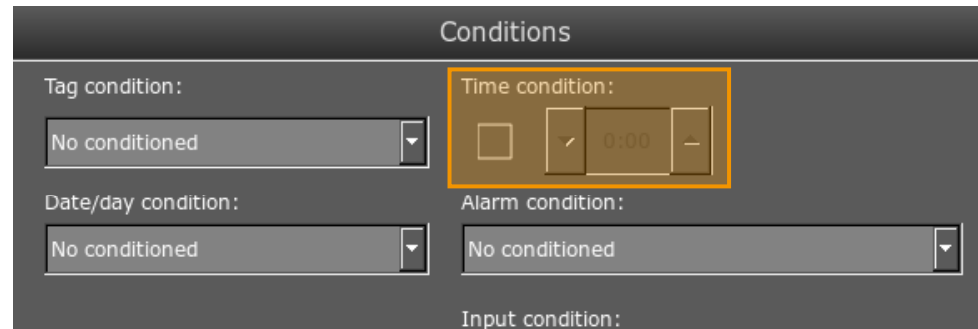 Conditions
Tag condition:
Time condition:
No conditioned
0:00
Date/day condition:
Alarm condition:
No conditioned
No conditioned
Input condition: